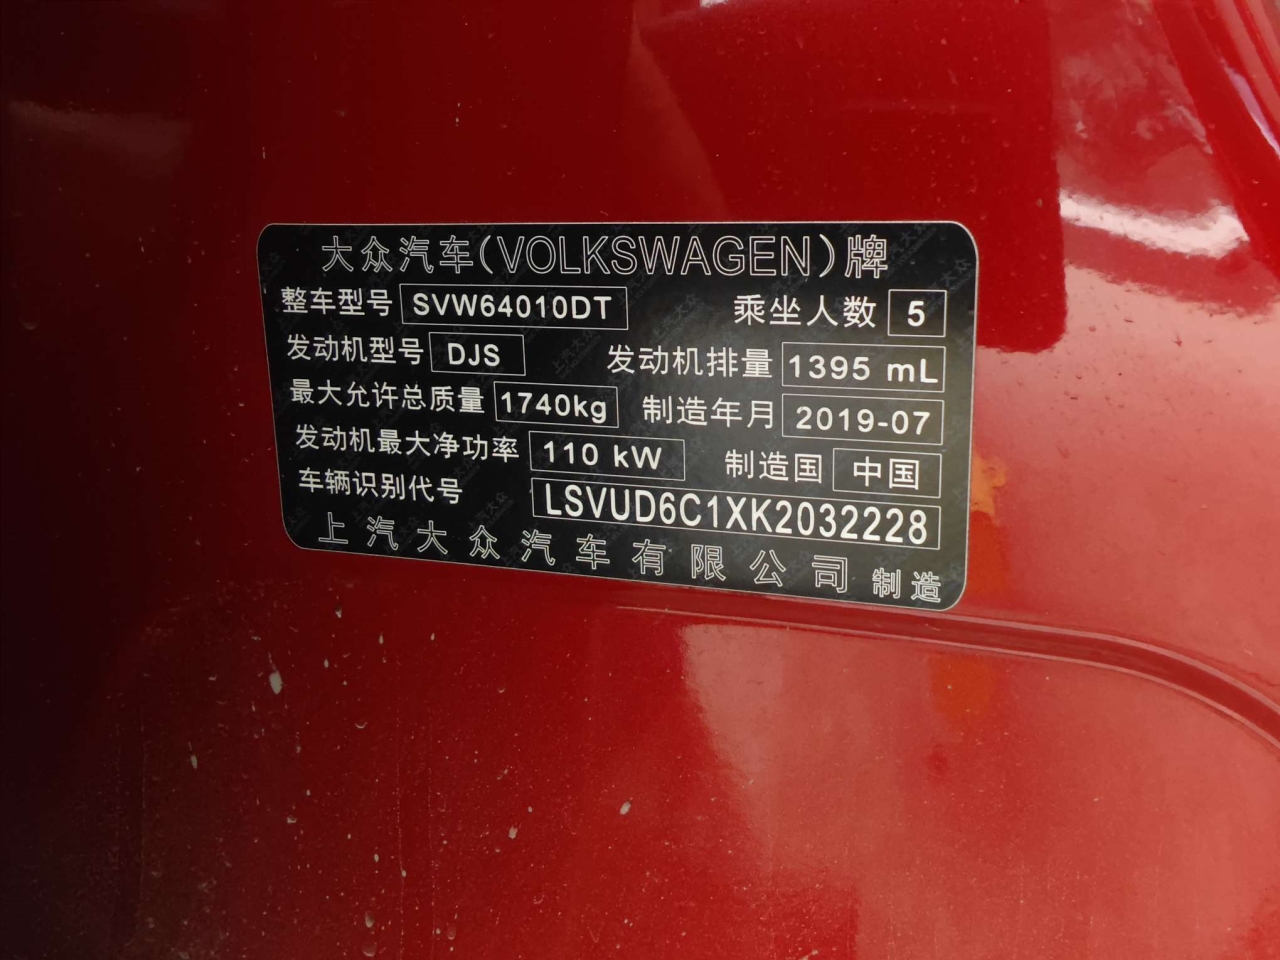 大众汽车(VOLKSWAGEN)牌
整车型号 SVW64010DT 乘坐人数 5
发动机型号 DJS 发动机排量 1395 mL
最大允许总质量 1740kg 制造年月 2019-07
发动机最大净功率 110 kW 制造国 中国
车辆识别代号 LSVUD6C1XK2032228
上汽大众汽车有限公司 制造